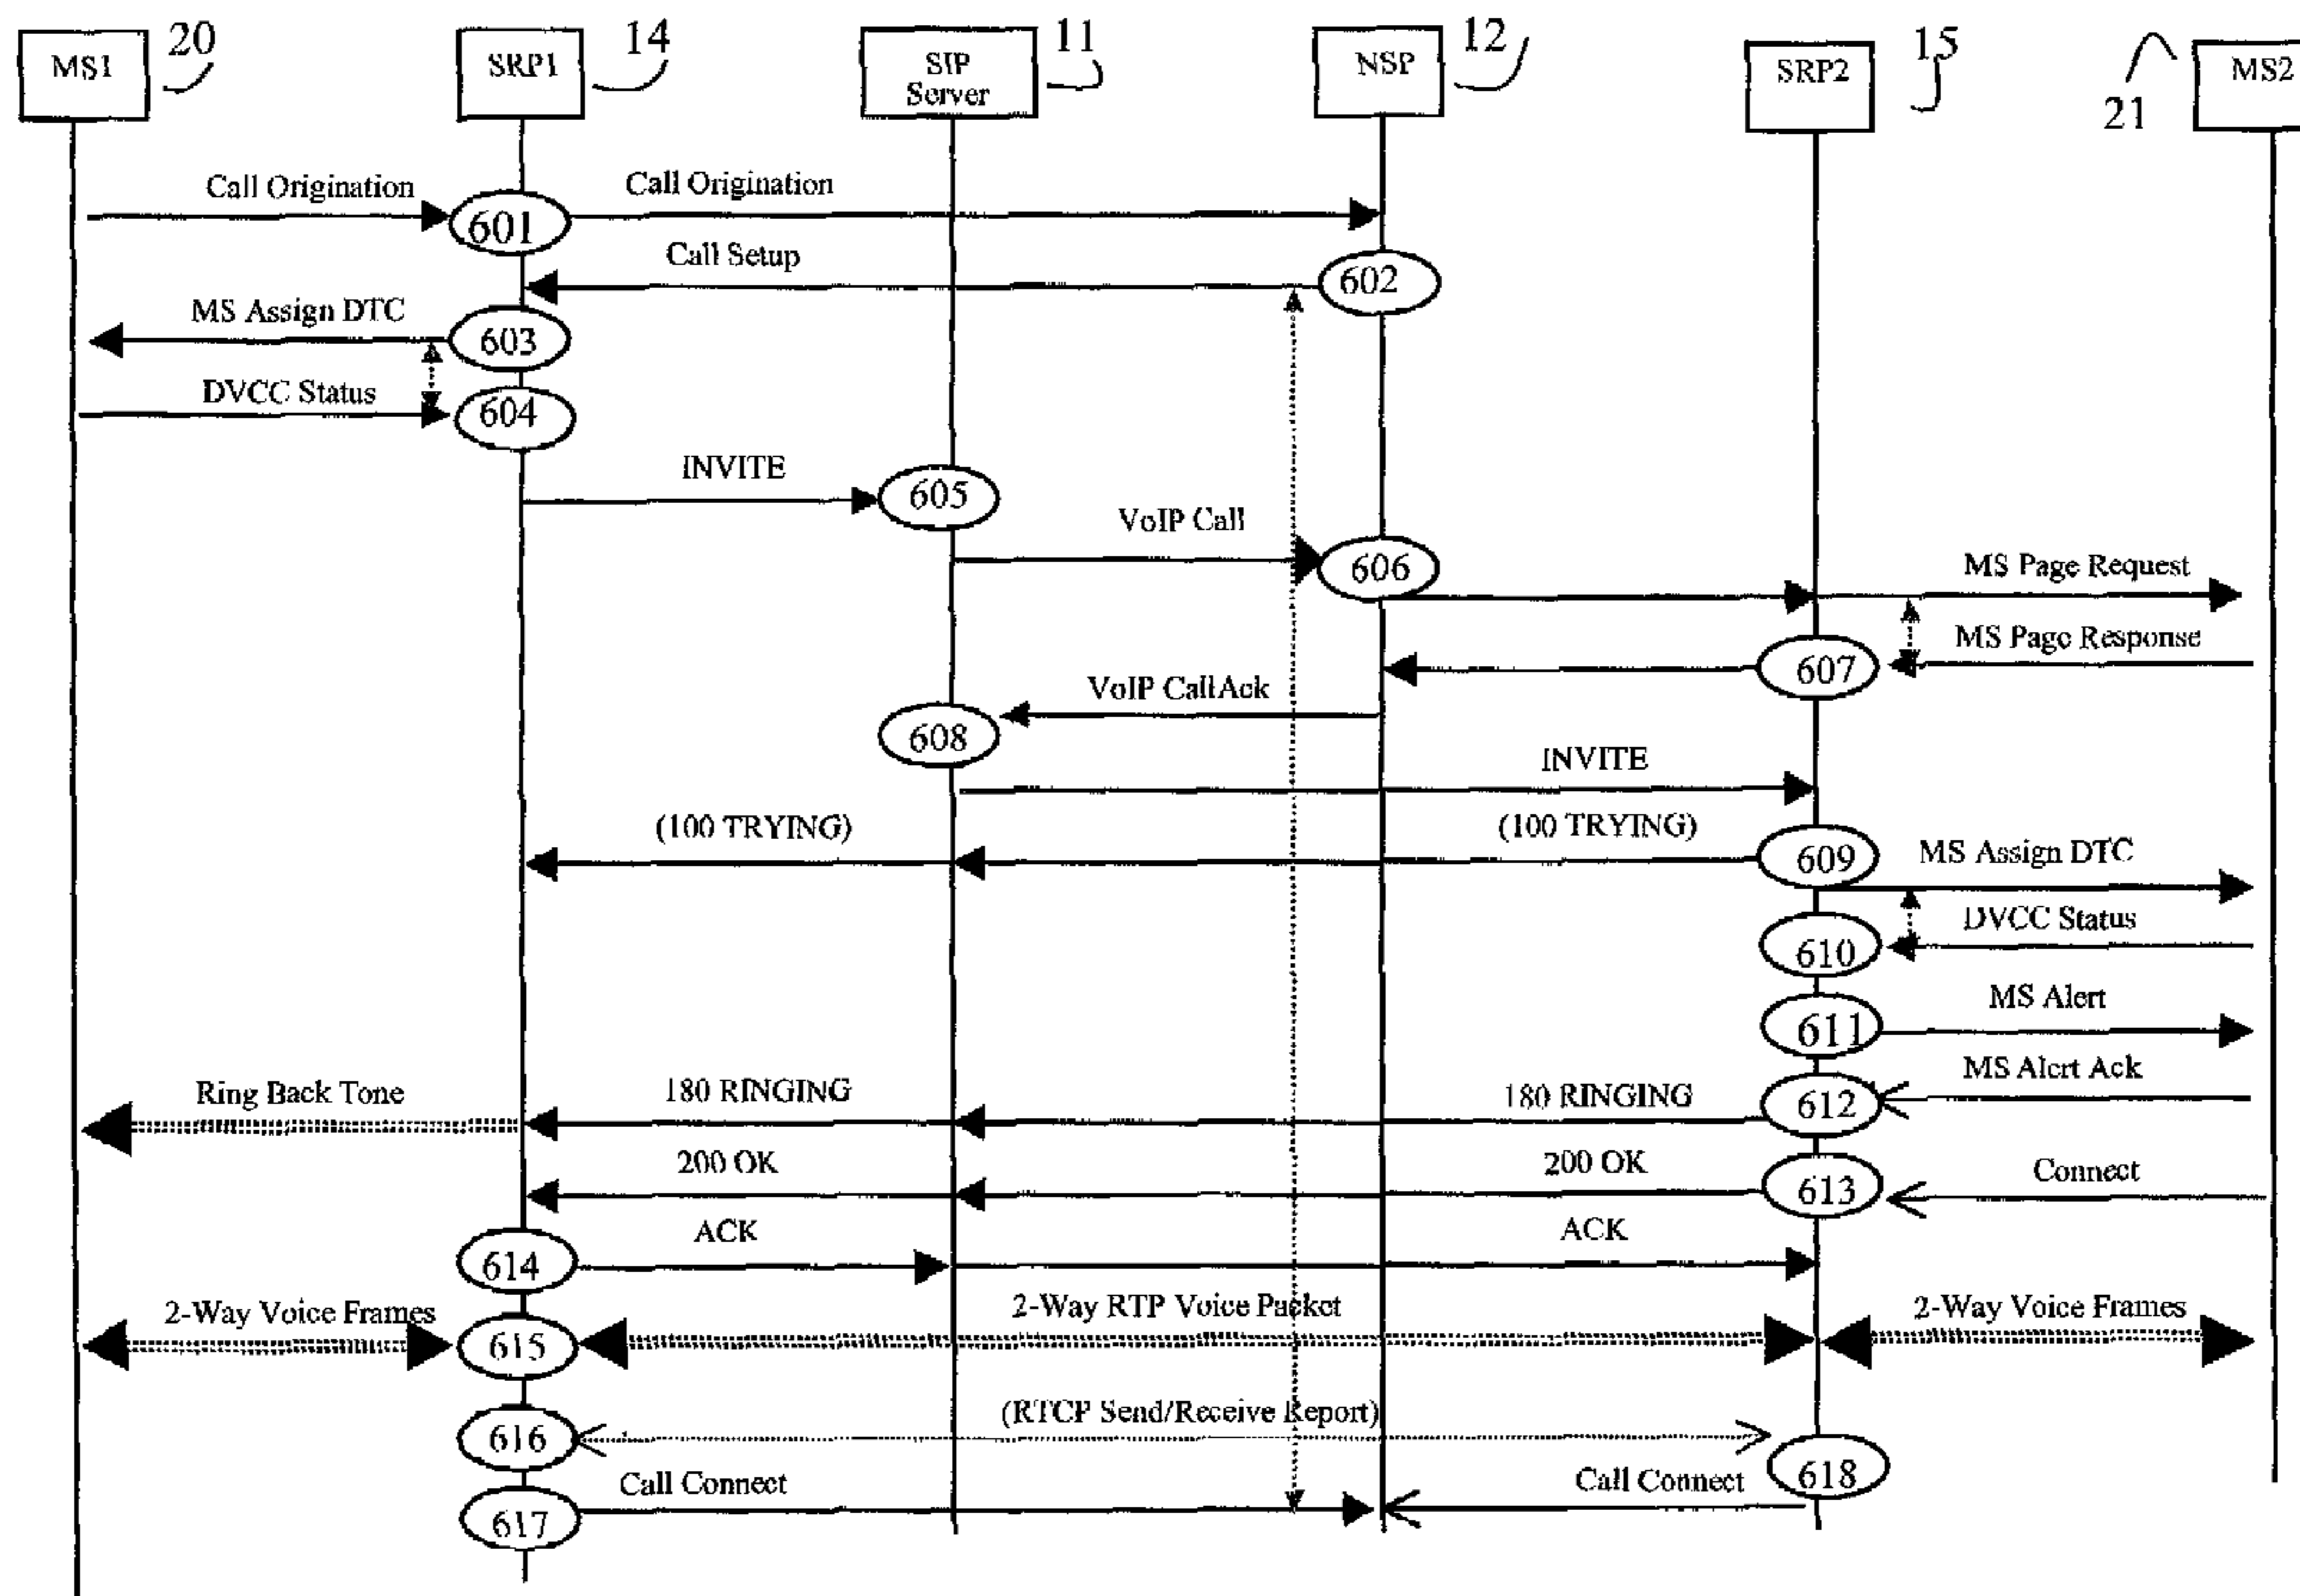 MS1
20
SRP1
14
SIP
Server
11
NSP
12
SRP2
15
21
MS2
Call Origination
601
Call Origination
Call Setup
602
MS Assign DTC
603
DVCC Status
604
INVITE
605
VoIP Call
606
MS Page Request
MS Page Response
607
VoIP CallAck
608
INVITE
(100 TRYING)
(100 TRYING)
609
MS Assign DTC
DVCC Status
610
MS Alert
611
MS Alert Ack
Ring Back Tone
180 RINGING
180 RINGING
612
200 OK
200 OK
613
Connect
614
ACK
ACK
2-Way Voice Frames
615
2-Way RTP Voice Packet
2-Way Voice Frames
616
(RTCP Send/Receive Report)
618
Call Connect
Call Connect
617